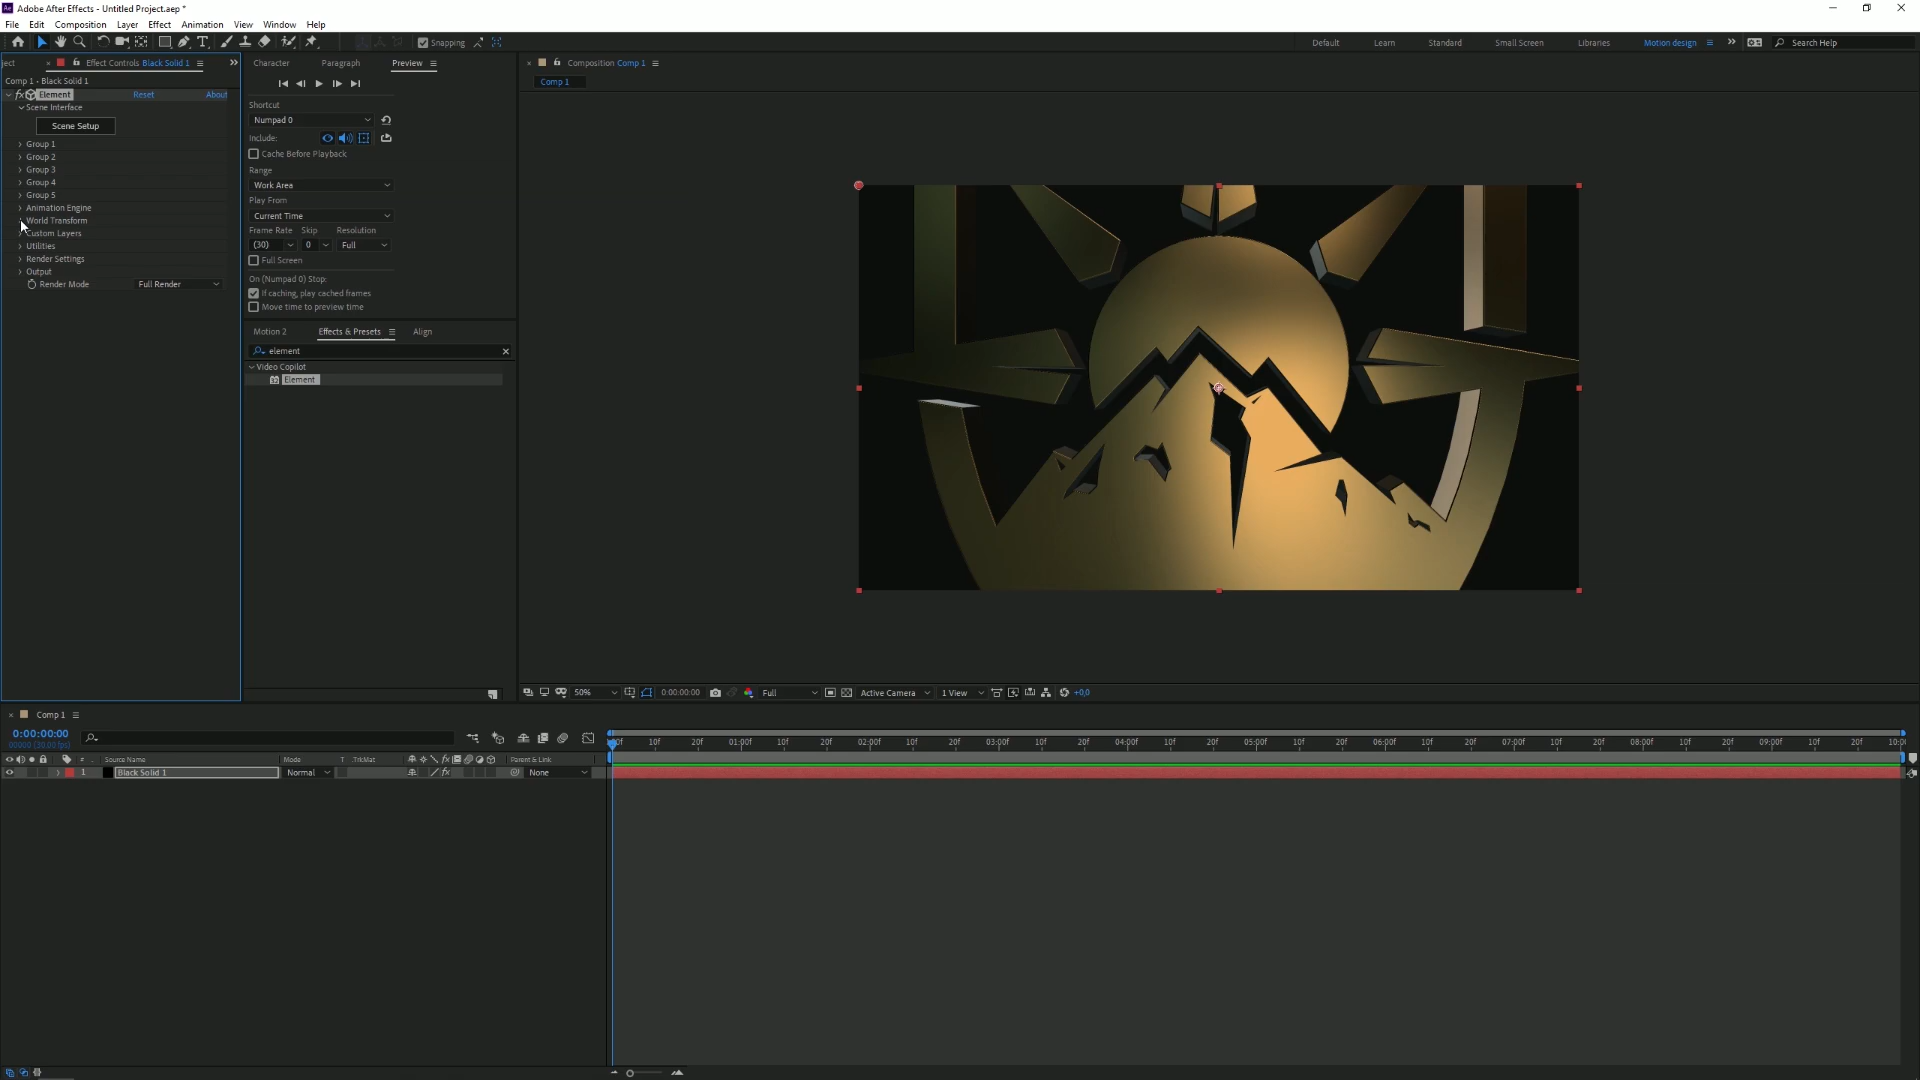 Adobe After Effects - Untitled Project.aep *
File Edit Composition Layer Effect Animation View Window Help
Snapping
Default Learn Standard Small Screen Libraries Motion design Search Help
ject Effect Controls Black Solid 1
Comp 1 • Black Solid 1
Element Reset About
Scene Interface
Scene Setup
Group 1
Group 2
Group 3
Group 4
Group 5
Animation Engine
World Transform
Custom Layers
Utilities
Render Settings
Output
Render Mode Full Render
Character Paragraph Preview
Shortcut
Numpad 0
Include:
Cache Before Playback
Range
Work Area
Play From
Current Time
Frame Rate Skip Resolution
(30) 0 Full
Full Screen
On (Numpad 0) Stop:
If caching, play cached frames
Move time to preview time
Motion 2 Effects & Presets Align
element
Video Copilot
Element
Composition Comp 1
Comp 1
50% 0:00:00:00 Full Active Camera 1 View +0,0
Comp 1
0:00:00:00
00000 (30.00 fps)
# Source Name Mode T .TrkMat Parent & Link
1 Black Solid 1 Normal None
10f 20f 01:00f 10f 20f 02:00f 10f 20f 03:00f 10f 20f 04:00f 10f 20f 05:00f 10f 20f 06:00f 10f 20f 07:00f 10f 20f 08:00f 10f 20f 09:00f 10f 20f 10:0